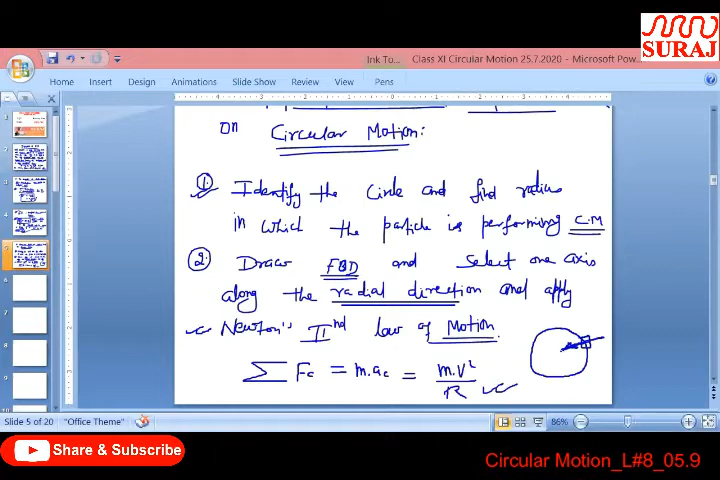 SURAJ
Ink To...
Class XI Circular Motion 25.7.2020 - Microsoft Pow...
Home Insert Design Animations Slide Show Review View Pens
on Circular Motion:
1. Identify the Circle and find radius
in which the particle is performing C.M
2. Draw FBD and select one axis
along the radial direction and apply
Newton's IInd law of Motion.
∑ Fc = m.ac = m.v²/R
Slide 5 of 20 "Office Theme" 86%
Share & Subscribe
Circular Motion_L#8_05.9